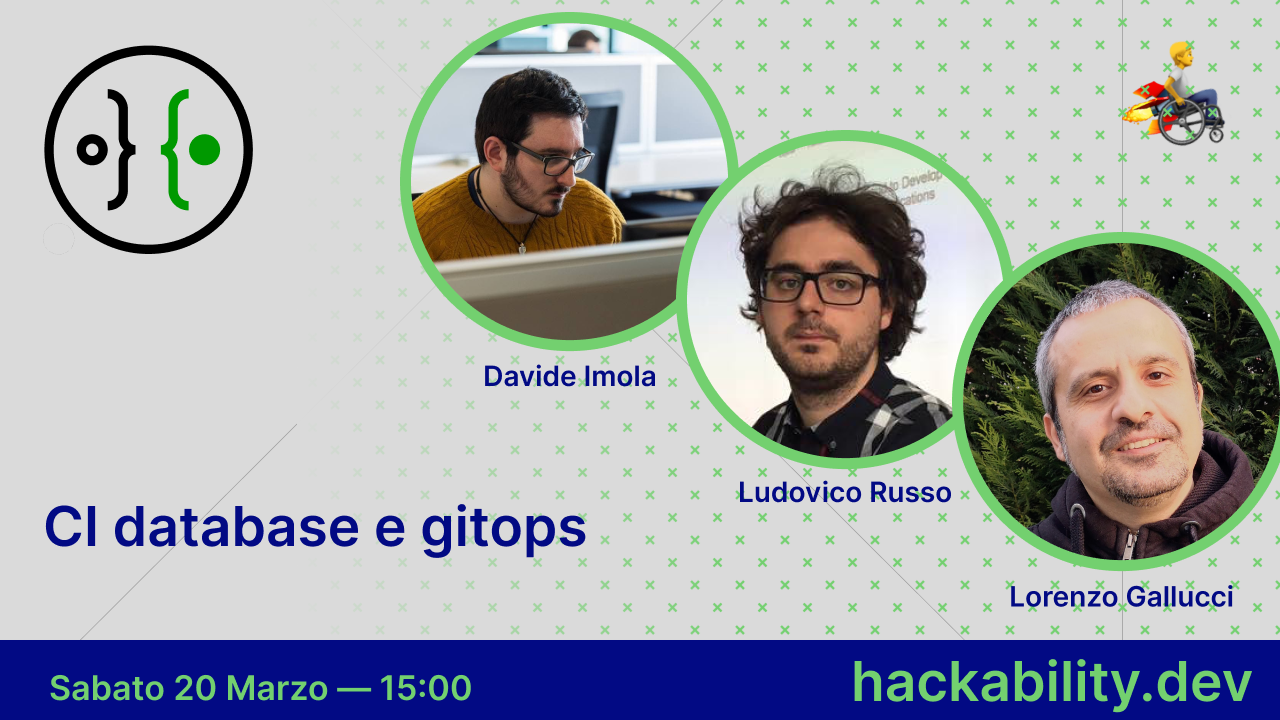 Davide Imola
Ludovico Russo
Lorenzo Gallucci
CI database e gitops
Sabato 20 Marzo — 15:00
hackability.dev